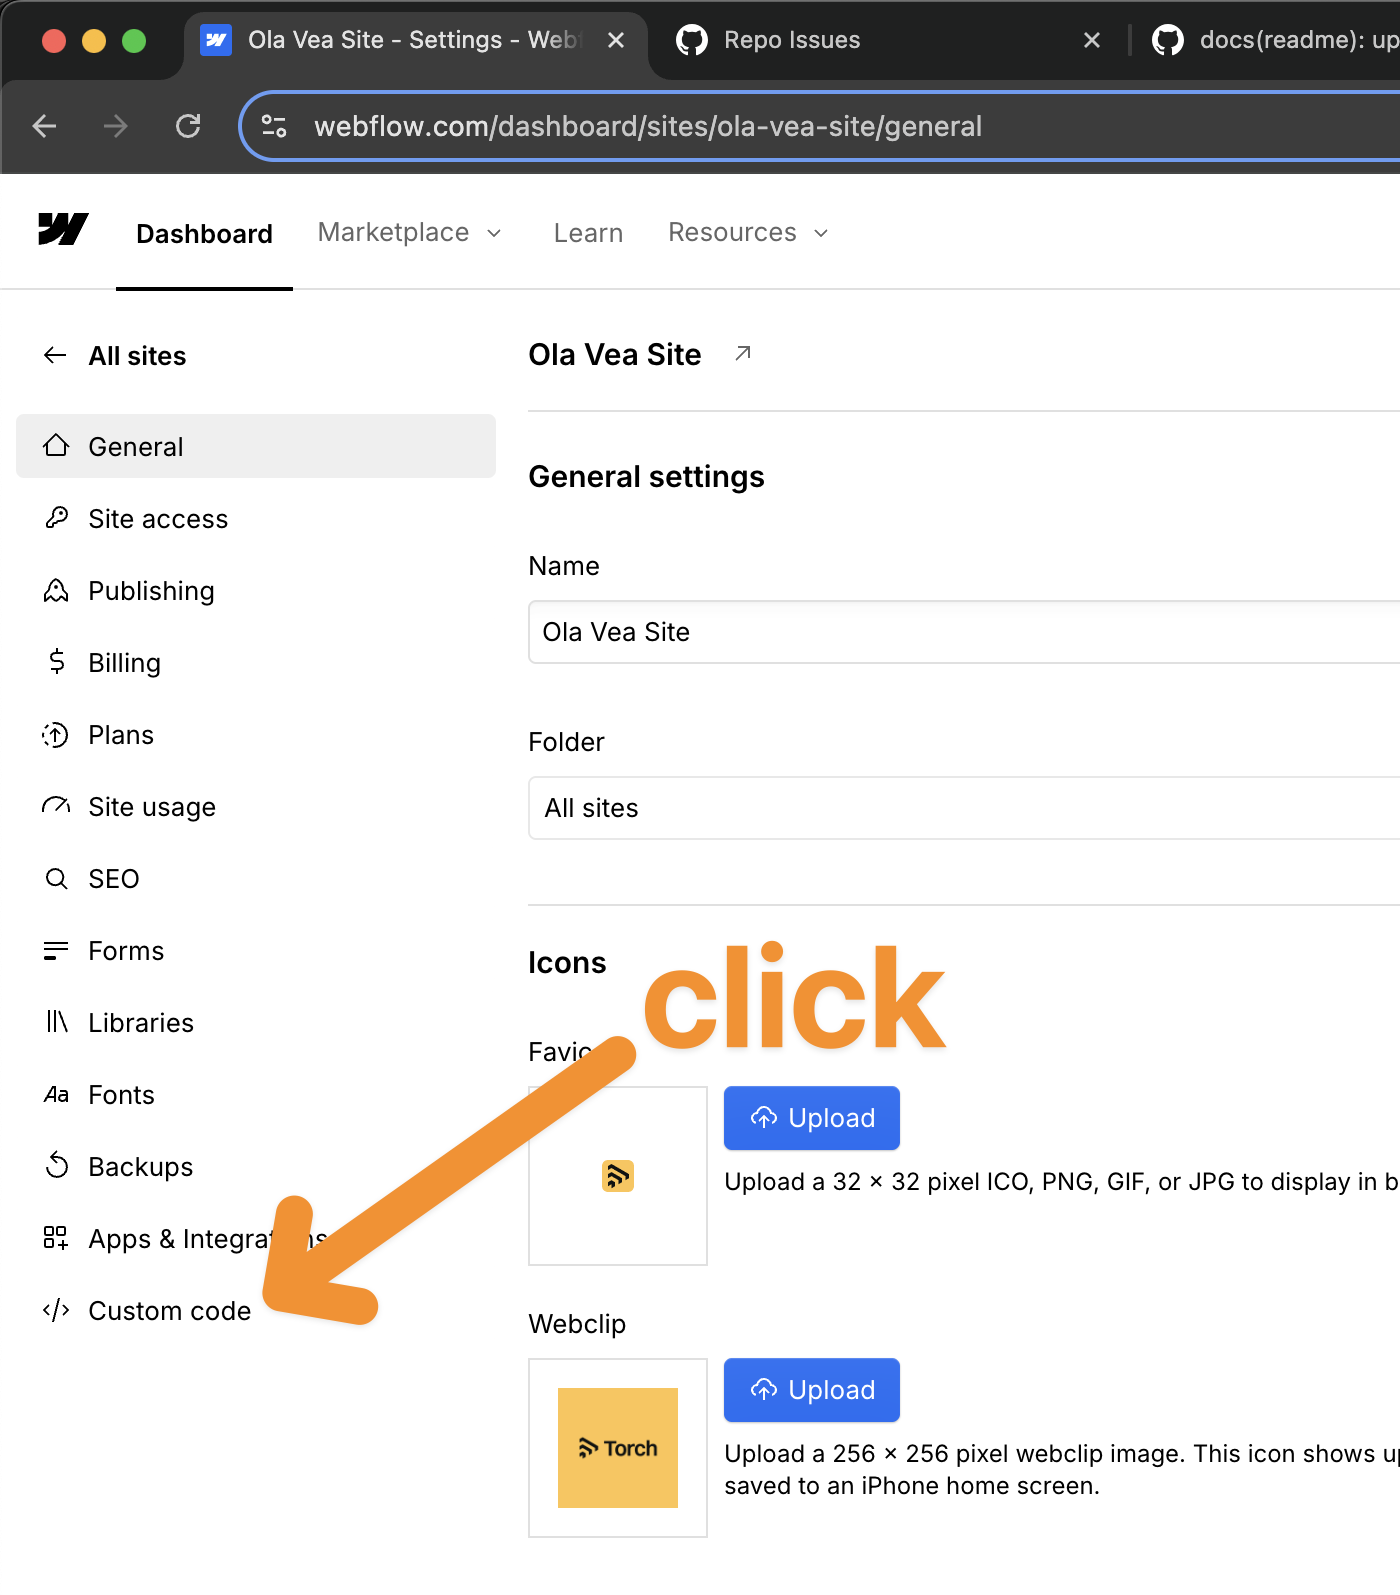 Ola Vea Site - Settings - Web
Repo Issues
docs(readme): up
webflow.com/dashboard/sites/ola-vea-site/general
Dashboard
Marketplace
Learn
Resources
All sites
General
Site access
Publishing
Billing
Plans
Site usage
SEO
Forms
Libraries
Aa Fonts
Backups
Apps & Integrat ns
</> Custom code
Ola Vea Site
General settings
Name
Ola Vea Site
Folder
All sites
Icons
click
Favic
Upload
Upload a 32 × 32 pixel ICO, PNG, GIF, or JPG to display in b
Webclip
Torch
Upload
Upload a 256 × 256 pixel webclip image. This icon shows up
saved to an iPhone home screen.